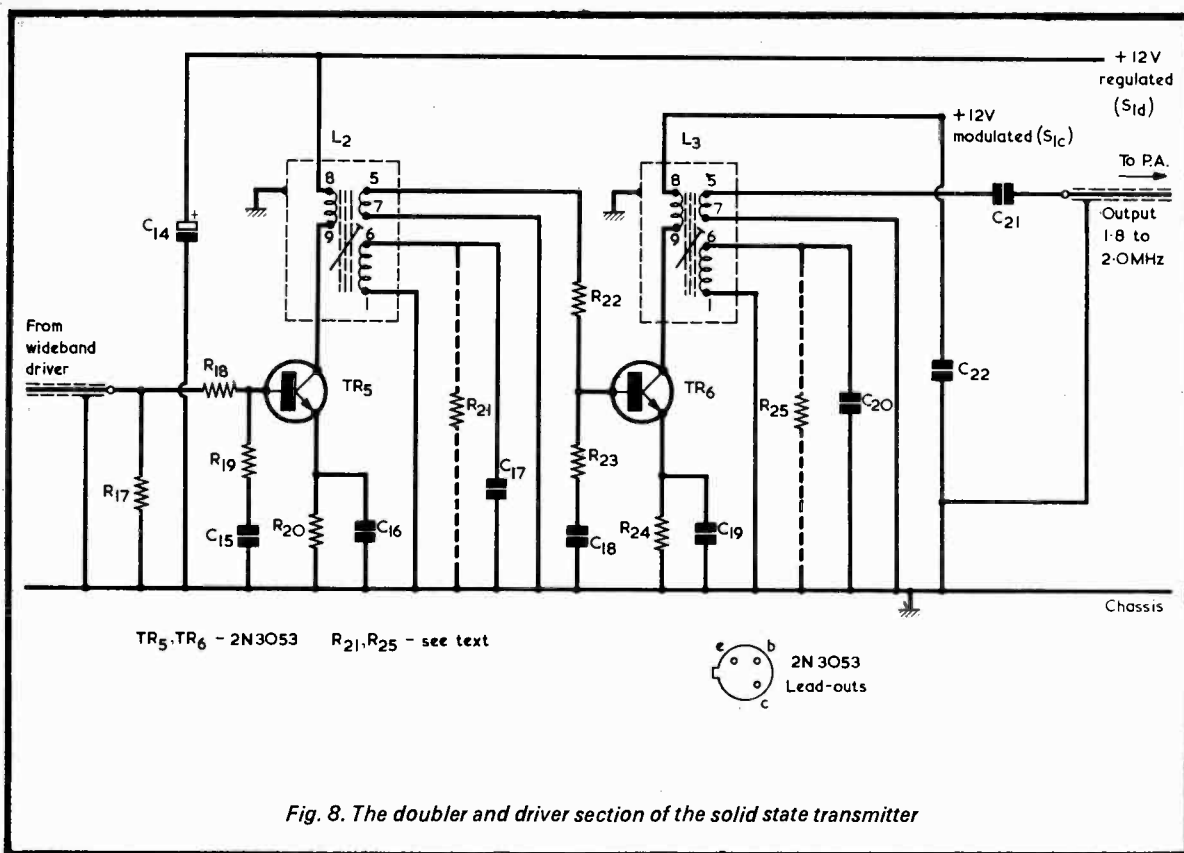 +12V
regulated
(S1d)
+12V
modulated (S1c)
To P.A.
L2
L3
8
5
7
9
6
1
8
5
7
9
6
1
C14
+
C21
Output
1·8 to
2·0MHz
R22
From
wideband
driver
R18
TR5
TR6
C22
R21
R25
C20
R19
R23
C17
R17
C15
R20
C16
C18
R24
C19
Chassis
TR5,TR6 - 2N3053 R21,R25 - see text
e
b
c
2N 3053
Lead-outs
Fig. 8. The doubler and driver section of the solid state transmitter